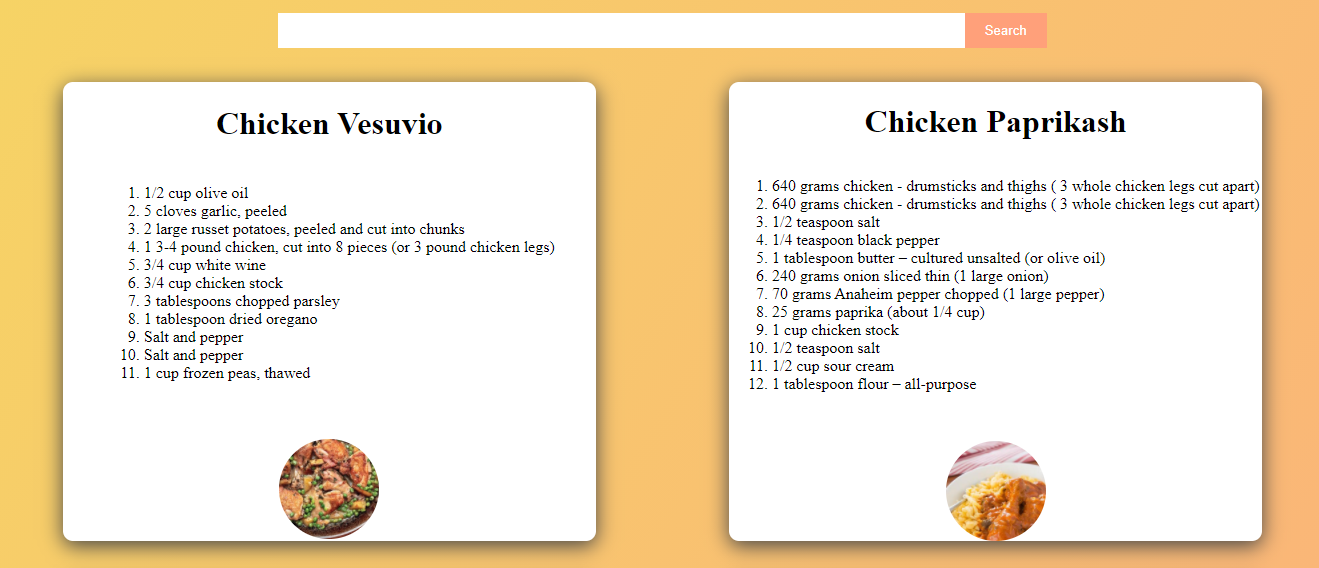 Search
Chicken Vesuvio
1. 1/2 cup olive oil
2. 5 cloves garlic, peeled
3. 2 large russet potatoes, peeled and cut into chunks
4. 1 3-4 pound chicken, cut into 8 pieces (or 3 pound chicken legs)
5. 3/4 cup white wine
6. 3/4 cup chicken stock
7. 3 tablespoons chopped parsley
8. 1 tablespoon dried oregano
9. Salt and pepper
10. Salt and pepper
11. 1 cup frozen peas, thawed
Chicken Paprikash
1. 640 grams chicken - drumsticks and thighs ( 3 whole chicken legs cut apart)
2. 640 grams chicken - drumsticks and thighs ( 3 whole chicken legs cut apart)
3. 1/2 teaspoon salt
4. 1/4 teaspoon black pepper
5. 1 tablespoon butter – cultured unsalted (or olive oil)
6. 240 grams onion sliced thin (1 large onion)
7. 70 grams Anaheim pepper chopped (1 large pepper)
8. 25 grams paprika (about 1/4 cup)
9. 1 cup chicken stock
10. 1/2 teaspoon salt
11. 1/2 cup sour cream
12. 1 tablespoon flour – all-purpose